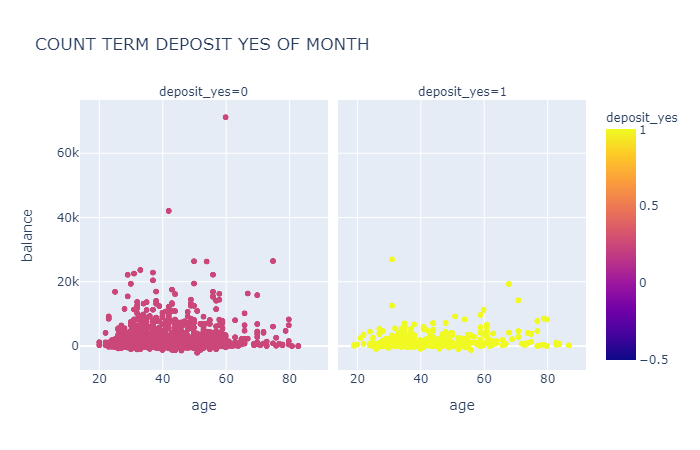 COUNT TERM DEPOSIT YES OF MONTH
deposit_yes=0
deposit_yes=1
deposit_yes
1
0.5
0
−0.5
balance
60k
40k
20k
0
20
40
60
80
20
40
60
80
age
age